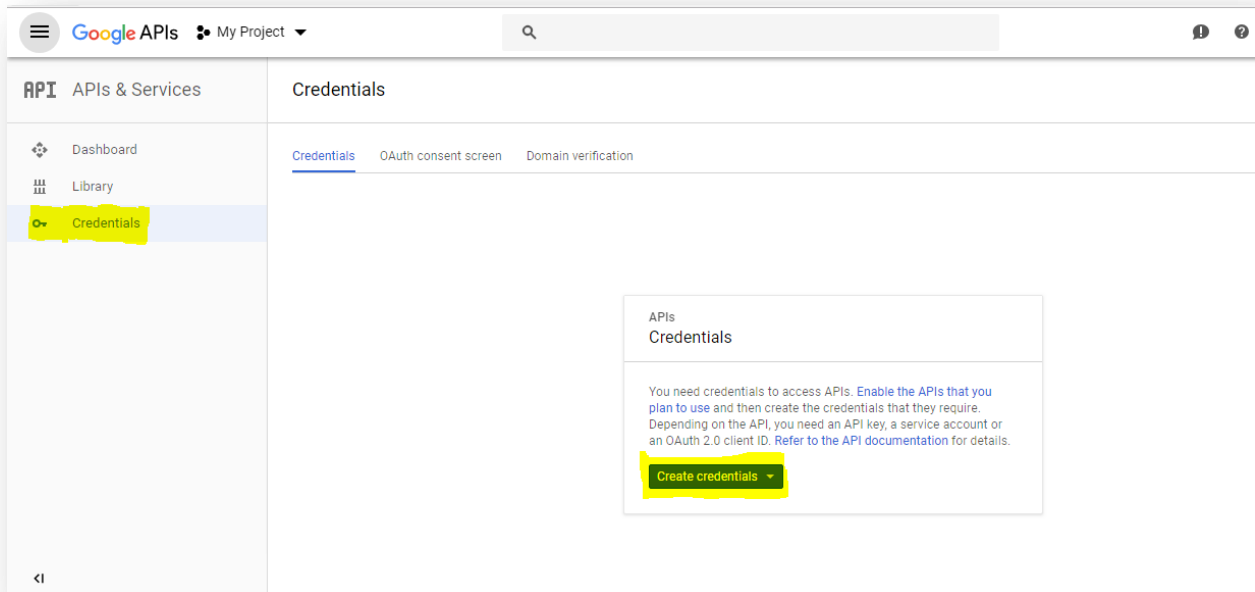 Google APIs My Project
API APIs & Services
Credentials
Dashboard
Library
Credentials
Credentials OAuth consent screen Domain verification
APIs
Credentials
You need credentials to access APIs. Enable the APIs that you
plan to use and then create the credentials that they require.
Depending on the API, you need an API key, a service account or
an OAuth 2.0 client ID. Refer to the API documentation for details.
Create credentials